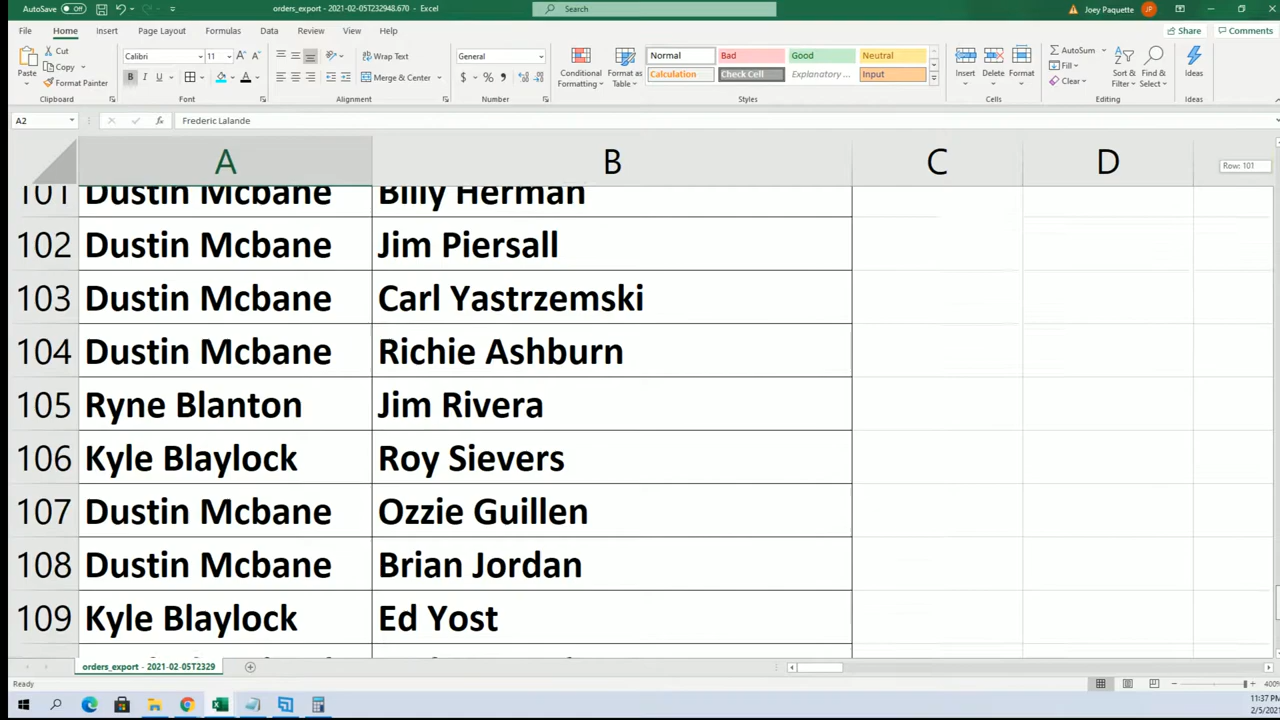 AutoSave Off
orders_export - 2021-02-05T232948.670 - Excel
Search
Joey Paquette JP
File Home Insert Page Layout Formulas Data Review View Help
Share Comments
Paste Cut Copy Format Painter
Calibri 11
B I U
Wrap Text
Merge & Center
General
$ % 9
Conditional Formatting
Format as Table
Normal Bad Good Neutral
Calculation Check Cell Explanatory ... Input
Insert Delete Format
AutoSum
Fill
Clear
Sort & Filter
Find & Select
Ideas
Clipboard Font Alignment Number Styles Cells Editing Ideas
A2 fx Frederic Lalande
A B C D
Row: 101
101 Dustin Mcbane Billy Herman
102 Dustin Mcbane Jim Piersall
103 Dustin Mcbane Carl Yastrzemski
104 Dustin Mcbane Richie Ashburn
105 Ryne Blanton Jim Rivera
106 Kyle Blaylock Roy Sievers
107 Dustin Mcbane Ozzie Guillen
108 Dustin Mcbane Brian Jordan
109 Kyle Blaylock Ed Yost
orders_export - 2021-02-05T2329
Ready
400%
11:37 PM
2/5/2021